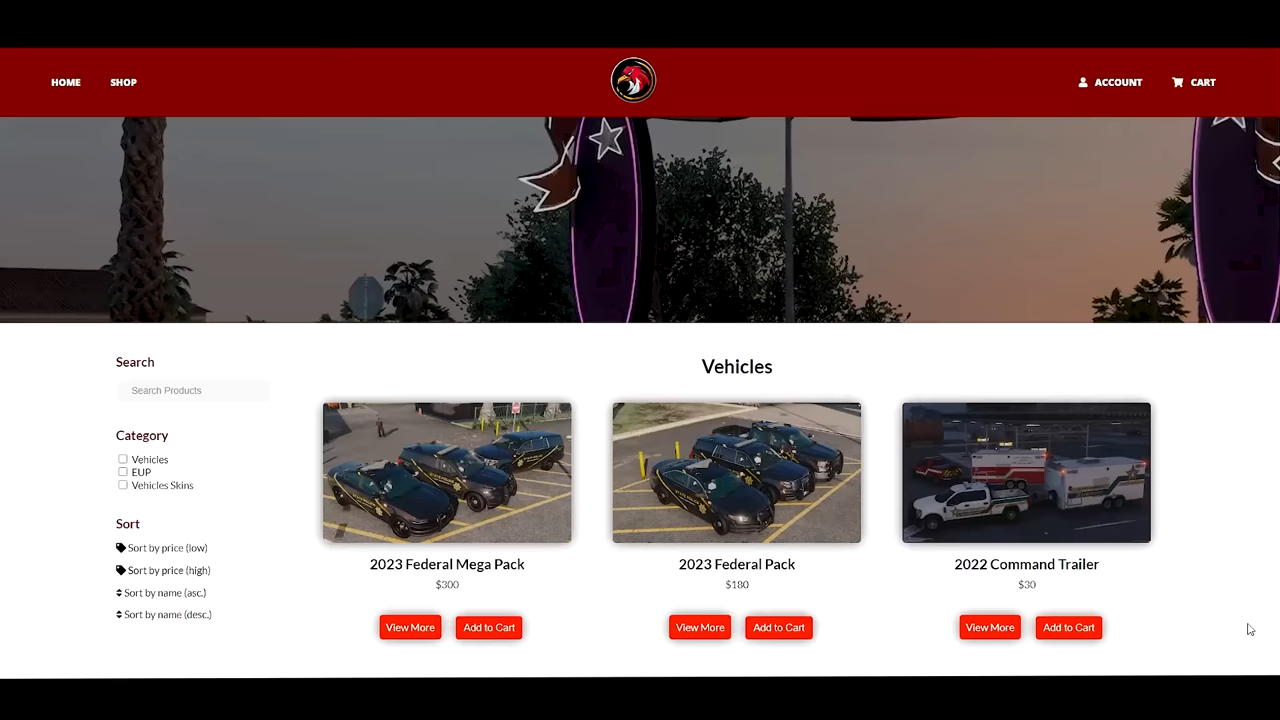 HOME SHOP ACCOUNT CART
Search
Search Products
Category
Vehicles
EUP
Vehicles Skins
Sort
Sort by price (low)
Sort by price (high)
Sort by name (asc.)
Sort by name (desc.)
Vehicles
2023 Federal Mega Pack
$300
View More Add to Cart
2023 Federal Pack
$180
View More Add to Cart
2022 Command Trailer
$30
View More Add to Cart